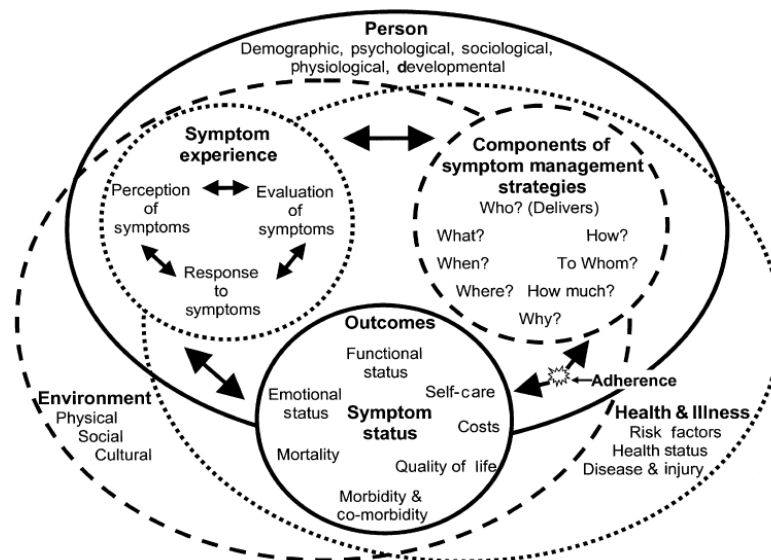 Person
Demographic, psychological, sociological,
physiological, developmental
Symptom
experience
Perception
of
symptoms
Evaluation
of
symptoms
Response
to
symptoms
Components of
symptom management
strategies
Who? (Delivers)
What?
How?
When?
To Whom?
Where?
How much?
Why?
Outcomes
Functional
status
Emotional
status
Self-care
Symptom
status
Costs
Mortality
Quality of life
Morbidity &
co-morbidity
Adherence
Environment
Physical
Social
Cultural
Health & Illness
Risk factors
Health status
Disease & injury